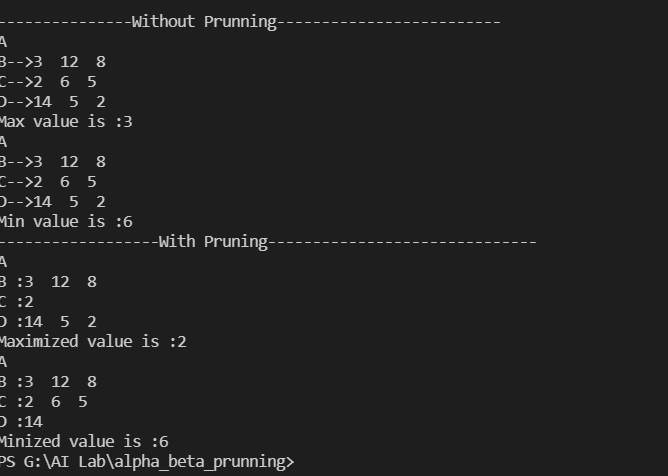 ---------------Without Prunning-------------------------
A
B-->3  12  8
C-->2  6  5
D-->14  5  2
Max value is :3
A
B-->3  12  8
C-->2  6  5
D-->14  5  2
Min value is :6
------------------With Pruning------------------------------
A
B :3  12  8
C :2
D :14  5  2
Maximized value is :2
A
B :3  12  8
C :2  6  5
D :14
Minized value is :6
PS G:\AI Lab\alpha_beta_prunning>